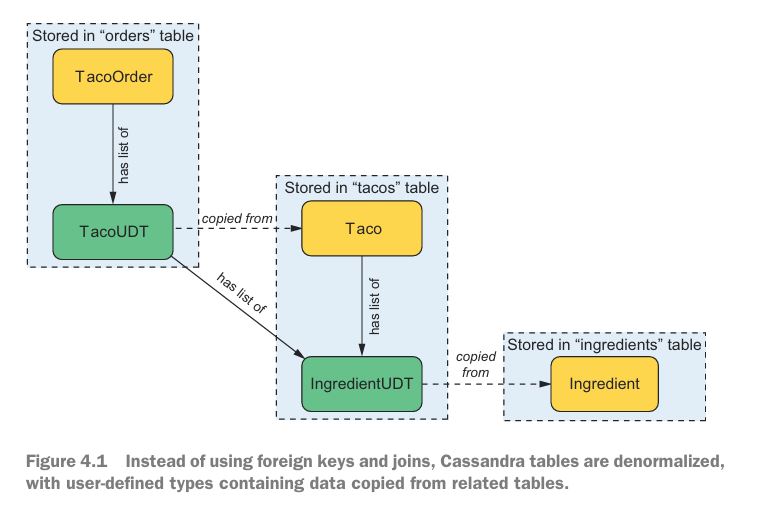 Stored in “orders” table
TacoOrder
has list of
TacoUDT
copied from
has list of
Stored in “tacos” table
Taco
has list of
IngredientUDT
copied
from
Stored in “ingredients” table
Ingredient
Figure 4.1 Instead of using foreign keys and joins, Cassandra tables are denormalized,
with user-defined types containing data copied from related tables.